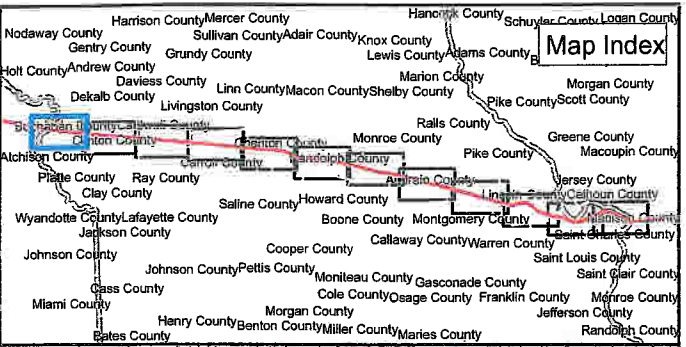 Hancock County
Harrison County Mercer County Schuyler County Logan County
Nodaway County Sullivan County Adair County Knox County Map Index
Gentry County Grundy County Lewis County Adams County B
Holt County Andrew County Marion County
Daviess County Linn County Macon County Shelby County Morgan County
Dekalb County Pike County Scott County
Livingston County
Buchanan County Caldwell County Ralls County Greene County
Clinton County Chariton County Monroe County Macoupin County
Atchison County Carroll County Randolph County Pike County
Platte County Ray County Audrain County Jersey County
Clay County Lincoln County Calhoun County
Saline County Howard County
Wyandotte County Lafayette County Boone County Montgomery County Madison County
Jackson County Callaway County Warren County Saint Charles County
Johnson County Cooper County Saint Louis County
Johnson County Pettis County Moniteau County Gasconade County Saint Clair County
Cass County Cole County Osage County Franklin County Monroe County
Miami County Morgan County Jefferson County
Henry County Benton County Miller County Maries County Randolph County
Bates County